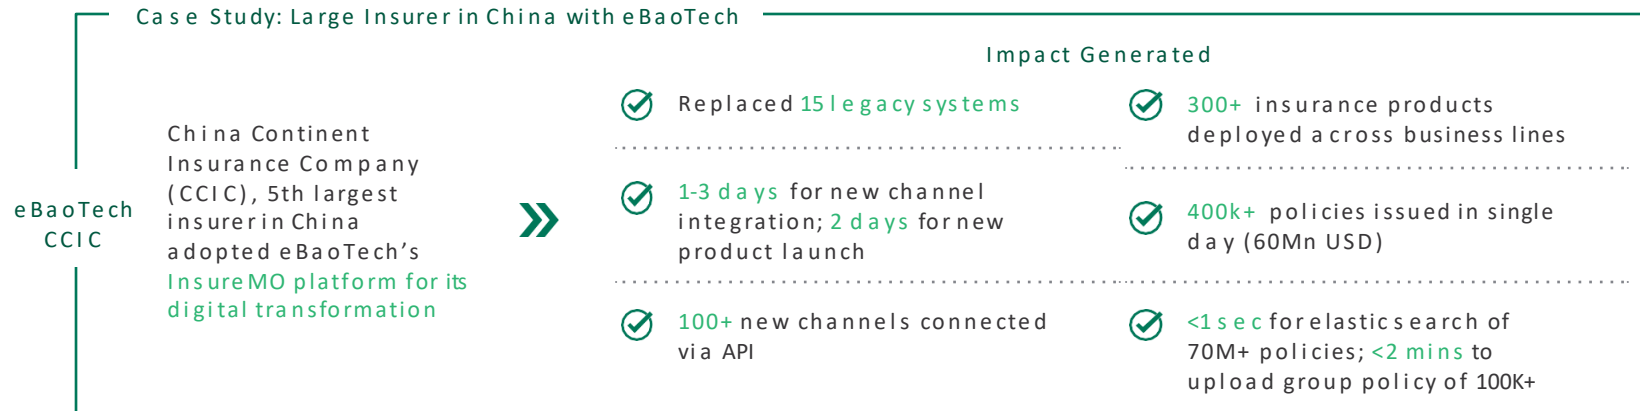 Case Study: Large Insurer in China with eBaoTech
eBaoTech
CCIC
China Continent
Insurance Company
(CCIC), 5th largest
insurer in China
adopted eBaoTech’s
InsureMO platform for its
digital transformation
Impact Generated
Replaced 15 legacy systems
1-3 days for new channel
integration; 2 days for new
product launch
100+ new channels connected
via API
300+ insurance products
deployed across business lines
400k+ policies issued in single
day (60Mn USD)
<1 sec for elastic search of
70M+ policies; <2 mins to
upload group policy of 100K+